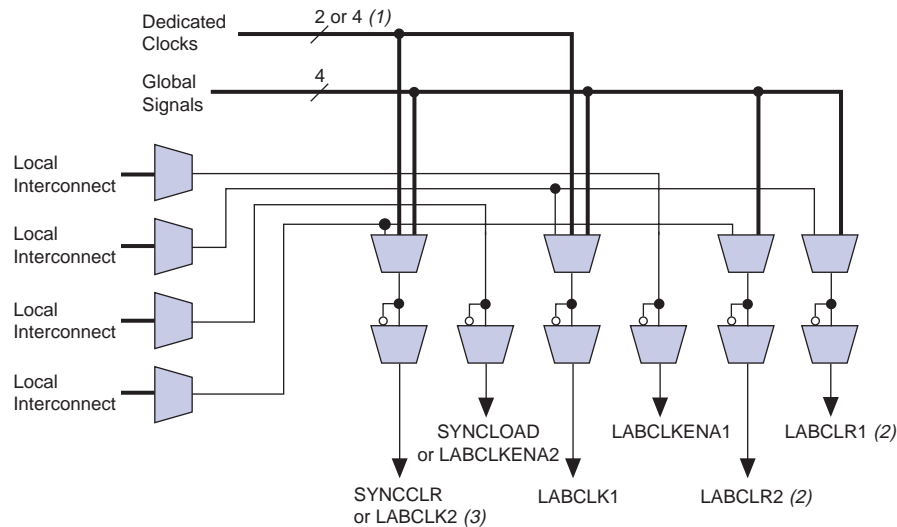 Dedicated
Clocks
2 or 4 (1)
Global
Signals
4
Local
Interconnect
Local
Interconnect
Local
Interconnect
Local
Interconnect
SYNCLOAD
or LABCLKENA2
LABCLKENA1
LABCLR1 (2)
SYNCCLR
or LABCLK2 (3)
LABCLK1
LABCLR2 (2)